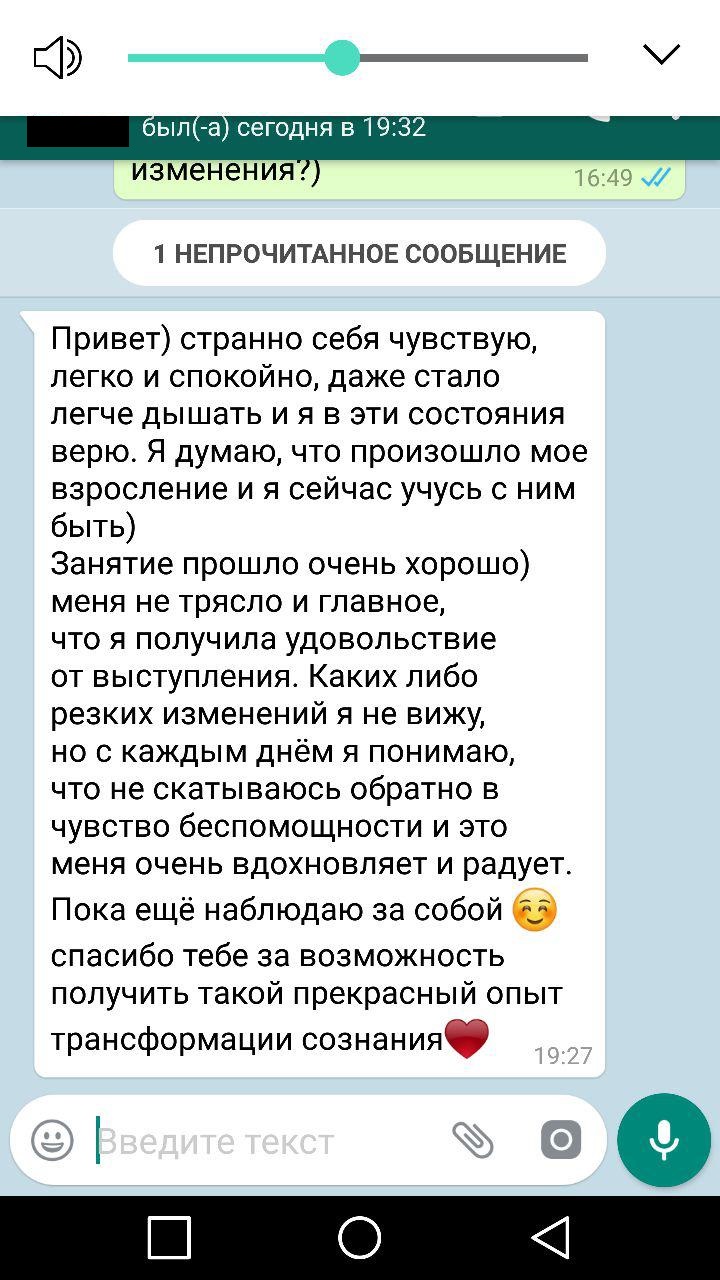 был(-а) сегодня в 19:32
изменения?)
16:49
1 НЕПРОЧИТАННОЕ СООБЩЕНИЕ
Привет) странно себя чувствую,
легко и спокойно, даже стало
легче дышать и я в эти состояния
верю. Я думаю, что произошло мое
взросление и я сейчас учусь с ним
быть)
Занятие прошло очень хорошо)
меня не трясло и главное,
что я получила удовольствие
от выступления. Каких либо
резких изменений я не вижу,
но с каждым днём я понимаю,
что не скатываюсь обратно в
чувство беспомощности и это
меня очень вдохновляет и радует.
Пока ещё наблюдаю за собой ☺️
спасибо тебе за возможность
получить такой прекрасный опыт
трансформации сознания❤️
19:27
Введите текст